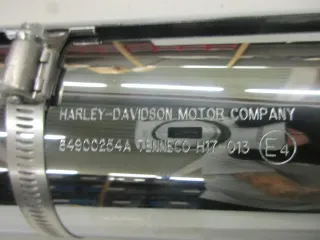 HARLEY-DAVIDSON MOTOR COMPANY
64900254A TENNECO H17-013 E4